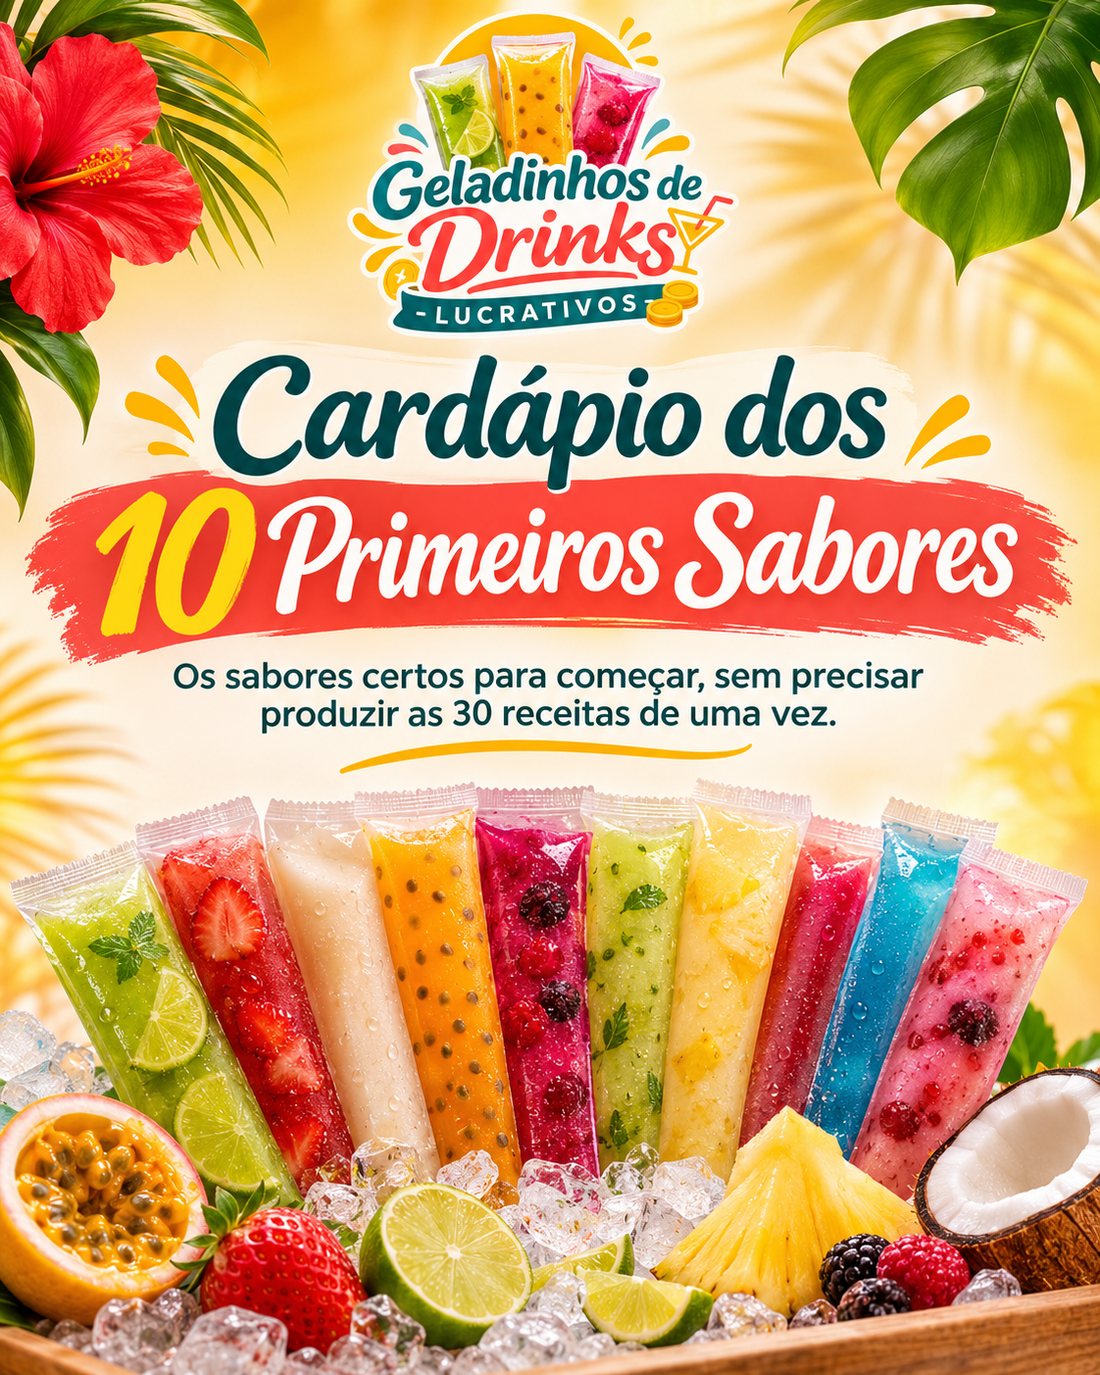 Geladinhos de
Drinks
-LUCRATIVOS-
Cardápio dos
10 Primeiros Sabores
Os sabores certos para começar, sem precisar
produzir as 30 receitas de uma vez.